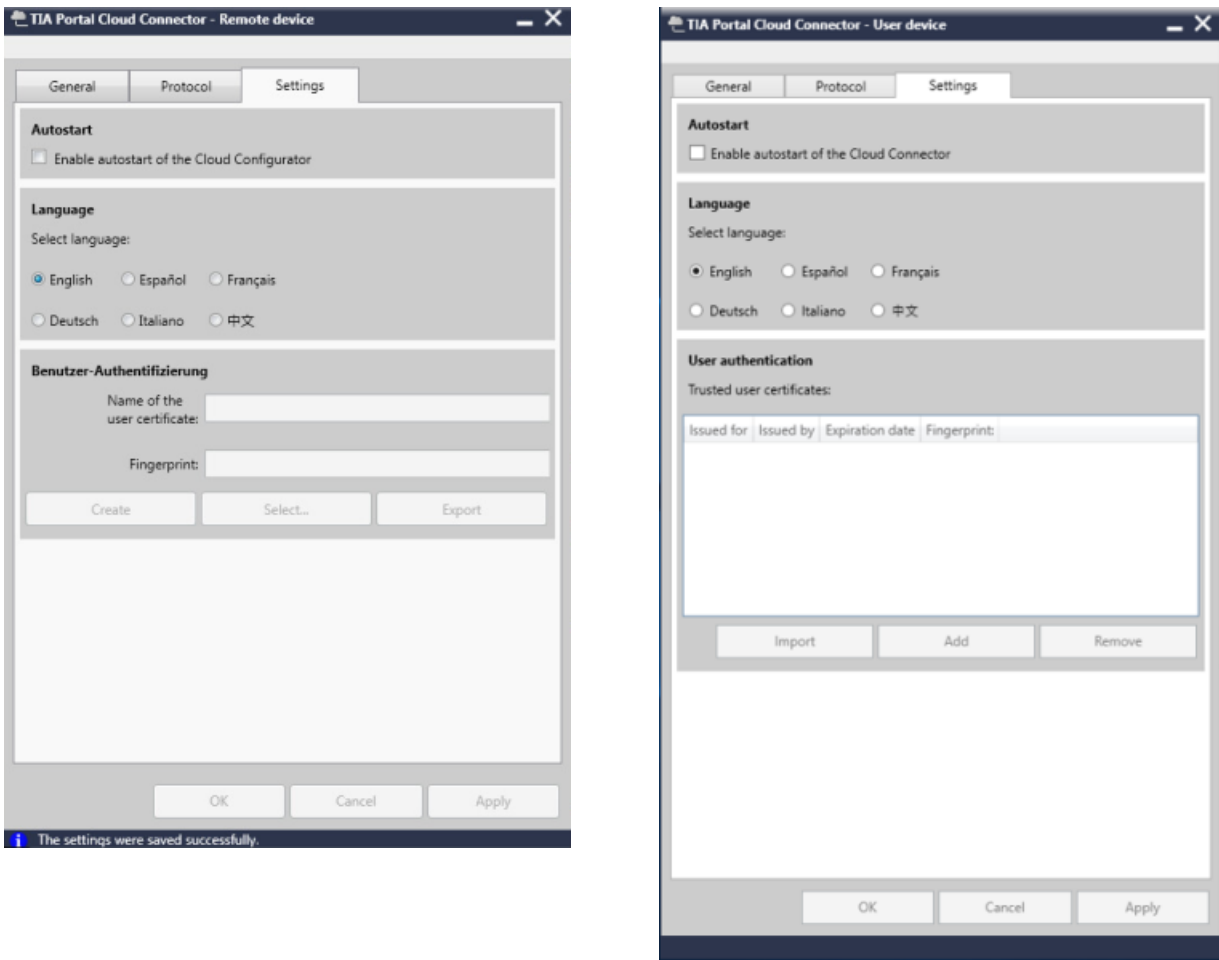 TIA Portal Cloud Connector - Remote device
General Protocol Settings
Autostart
Enable autostart of the Cloud Configurator
Language
Select language:
English Español Français
Deutsch Italiano 中文
Benutzer-Authentifizierung
Name of the
user certificate:
Fingerprint:
Create Select... Export
OK Cancel Apply
The settings were saved successfully.
TIA Portal Cloud Connector - User device
General Protocol Settings
Autostart
Enable autostart of the Cloud Connector
Language
Select language:
English Español Français
Deutsch Italiano 中文
User authentication
Trusted user certificates:
Issued for Issued by Expiration date Fingerprint:
Import Add Remove
OK Cancel Apply